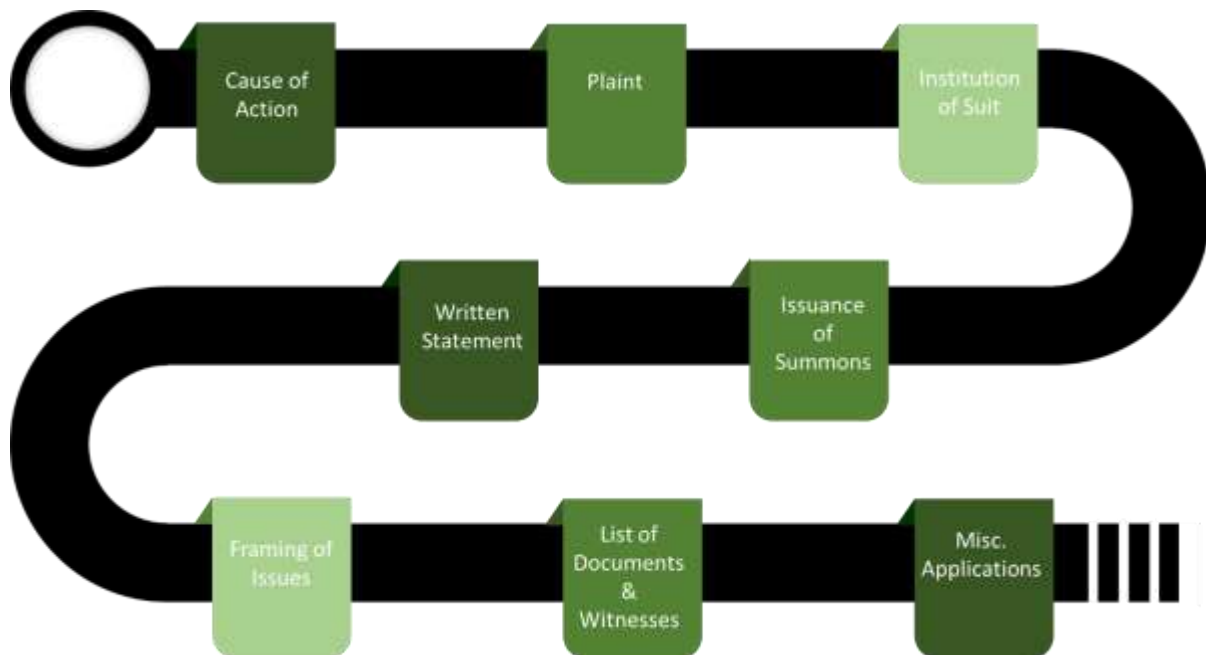 Cause of
Action
Plaint
Institution
of Suit
Issuance
of
Summons
Written
Statement
Framing of
Issues
List of
Documents
&
Witnesses
Misc.
Applications